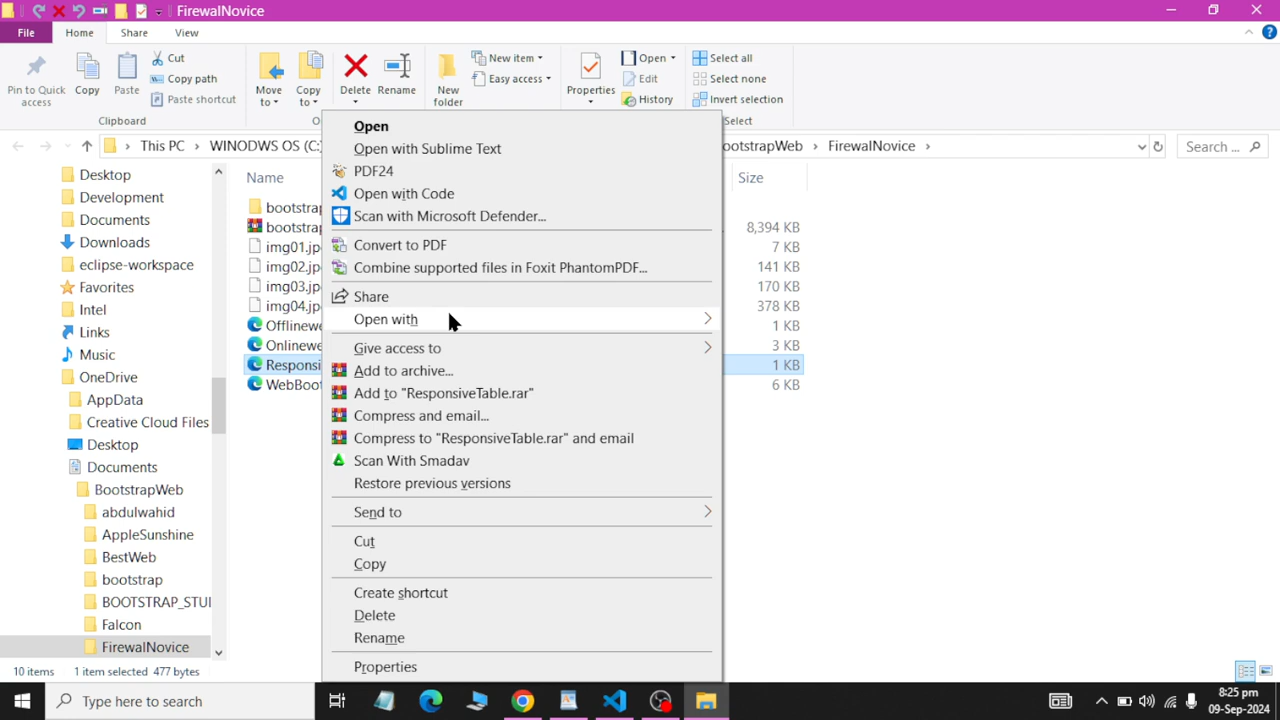 FirewalNovice
File Home Share View
Pin to Quick access
Copy
Paste
Cut
Copy path
Paste shortcut
Clipboard
Move to
Copy to
Delete
Rename
New folder
New item
Easy access
Properties
Open
Edit
History
Select all
Select none
Invert selection
Select
This PC WINODWS OS (C:) FirewalNovice
Search ...
Desktop
Development
Documents
Downloads
eclipse-workspace
Favorites
Intel
Links
Music
OneDrive
AppData
Creative Cloud Files
Desktop
Documents
BootstrapWeb
abdulwahid
AppleSunshine
BestWeb
bootstrap
BOOTSTRAP_STUI
Falcon
FirewalNovice
Name Size
8,394 KB
7 KB
141 KB
170 KB
378 KB
1 KB
3 KB
1 KB
6 KB
bootstrap
bootstrap
img01.jp
img02.jp
img03.jp
img04.jp
Offlinewe
Onlinewe
Responsi
WebBoot
Open
Open with Sublime Text
PDF24
Open with Code
Scan with Microsoft Defender...
Convert to PDF
Combine supported files in Foxit PhantomPDF...
Share
Open with
Give access to
Add to archive...
Add to "ResponsiveTable.rar"
Compress and email...
Compress to "ResponsiveTable.rar" and email
Scan With Smadav
Restore previous versions
Send to
Cut
Copy
Create shortcut
Delete
Rename
Properties
10 items 1 item selected 477 bytes
Type here to search
8:25 pm
09-Sep-2024